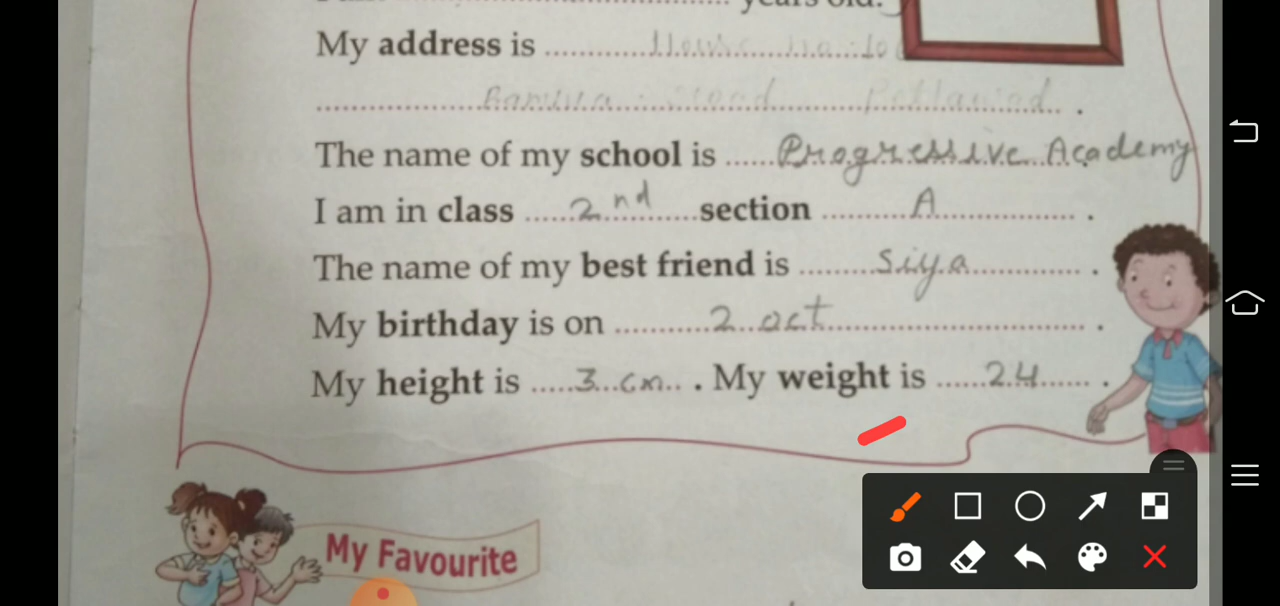 years old.
My address is
The name of my school is Progressive Academy
I am in class 2nd section A.
The name of my best friend is Siya.
My birthday is on 2 oct.
My height is 3 cm. My weight is 24.
My Favourite